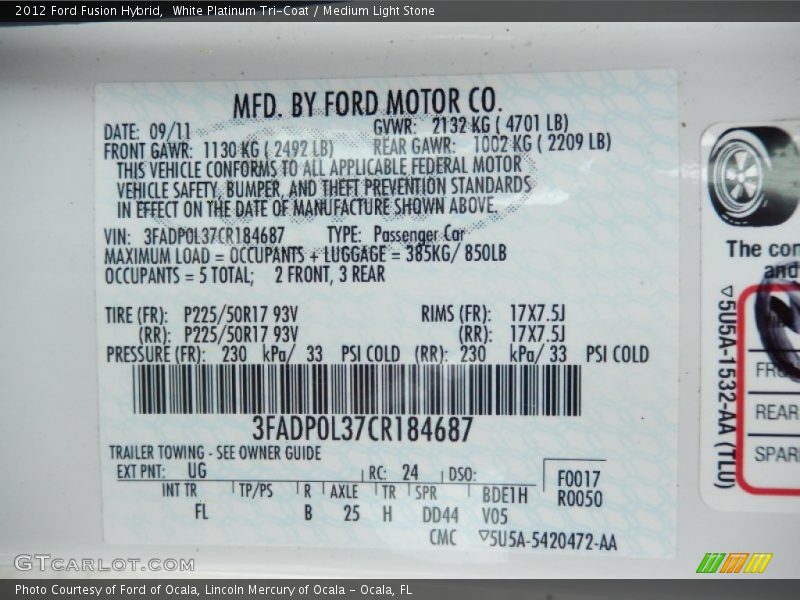 2012 Ford Fusion Hybrid,  White Platinum Tri-Coat / Medium Light Stone
MFD. BY FORD MOTOR CO.
DATE: 09/11 GVWR: 2132 KG ( 4701 LB)
FRONT GAWR: 1130 KG ( 2492 LB) REAR GAWR: 1002 KG ( 2209 LB)
THIS VEHICLE CONFORMS TO ALL APPLICABLE FEDERAL MOTOR
VEHICLE SAFETY, BUMPER, AND THEFT PREVENTION STANDARDS
IN EFFECT ON THE DATE OF MANUFACTURE SHOWN ABOVE.
VIN: 3FADP0L37CR184687 TYPE: Passenger Car
MAXIMUM LOAD = OCCUPANTS + LUGGAGE = 385KG/ 850LB
OCCUPANTS = 5 TOTAL; 2 FRONT, 3 REAR
TIRE (FR): P225/50R17 93V RIMS (FR): 17X7.5J
(RR): P225/50R17 93V (RR): 17X7.5J
PRESSURE (FR): 230 kPa/ 33 PSI COLD (RR): 230 kPa/ 33 PSI COLD
3FADP0L37CR184687
TRAILER TOWING - SEE OWNER GUIDE
EXT PNT: UG RC: 24 DSO: F0017
INT TR TP/PS R AXLE TR SPR BDE1H R0050
FL B 25 H DD44 V05
CMC ▽5U5A-5420472-AA
The con
and
▽5U5A-1532-AA (TLU)
REAR
SPAR
GTCarLot.com
Photo Courtesy of Ford of Ocala, Lincoln Mercury of Ocala - Ocala, FL